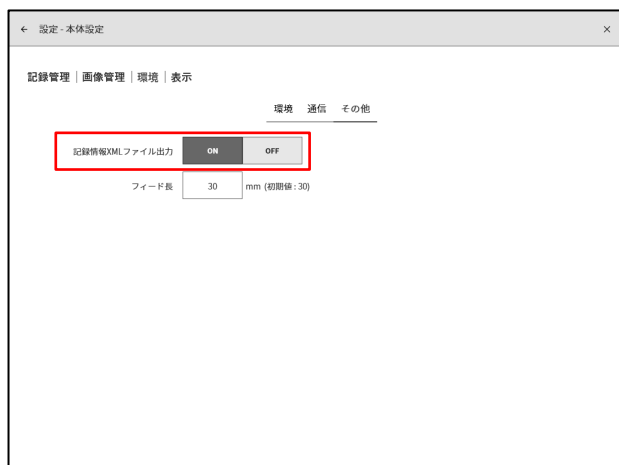 ← 設定 - 本体設定 ×
記録管理 | 画像管理 | 環境 | 表示
環境 通信 その他
記録情報XMLファイル出力 ON OFF
フィード長 30 mm (初期値 : 30)